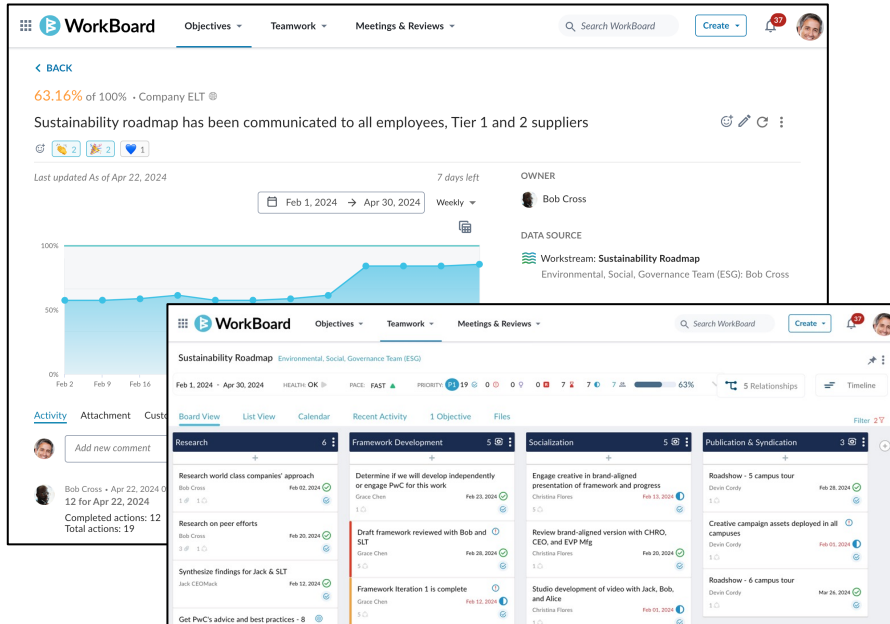 WorkBoard
Objectives
Teamwork
Meetings & Reviews
Search WorkBoard
Create
37
BACK
63.16% of 100% • Company ELT
Sustainability roadmap has been communicated to all employees, Tier 1 and 2 suppliers
2
2
1
Last updated As of Apr 22, 2024
7 days left
Feb 1, 2024 → Apr 30, 2024
Weekly
OWNER
Bob Cross
DATA SOURCE
Workstream: Sustainability Roadmap
Environmental, Social, Governance Team (ESG): Bob Cross
100%
50%
0%
Feb 2
Feb 9
Feb 16
Activity
Attachment
Add new comment
Bob Cross • Apr 22, 2024
12 for Apr 22, 2024
Completed actions: 12
Total actions: 19
WorkBoard
Objectives
Teamwork
Meetings & Reviews
Search WorkBoard
Create
37
Sustainability Roadmap Environmental, Social, Governance Team (ESG)
Feb 1, 2024 - Apr 30, 2024
HEALTH: OK
PACE: FAST
PRIORITY: P1 19 0 0 0 7 7 7 63%
5 Relationships
Timeline
Board View
List View
Calendar
Recent Activity
1 Objective
Files
Filter 2
Research 6
+
Research world class companies' approach
Bob Cross Feb 02, 2024
1 1
Research on peer efforts
Bob Cross Feb 20, 2024
3 1
Synthesize findings for Jack & SLT
Jack CEOMack Feb 12, 2024
Get PwC's advice and best practices - 8
Framework Development 5
+
Determine if we will develop independently
or engage PwC for this work
Grace Chen Feb 23, 2024
1
Draft framework reviewed with Bob and
SLT
Grace Chen Feb 28, 2024
5
Framework Iteration 1 is complete
Grace Chen Feb 12, 2024
5
Socialization 5
+
Engage creative in brand-aligned
presentation of framework and progress
Christina Flores Feb 13, 2024
5
Review brand-aligned version with CHRO,
CEO, and EVP Mfg
Christina Flores Feb 20, 2024
1
Studio development of video with Jack, Bob,
and Alice
Christina Flores Feb 01, 2024
1
Publication & Syndication 3
+
Roadshow - 5 campus tour
Devin Cordy Feb 28, 2024
1
Creative campaign assets deployed in all
campuses
Devin Cordy Feb 01, 2024
1
Roadshow - 6 campus tour
Devin Cordy Mar 26, 2024
1